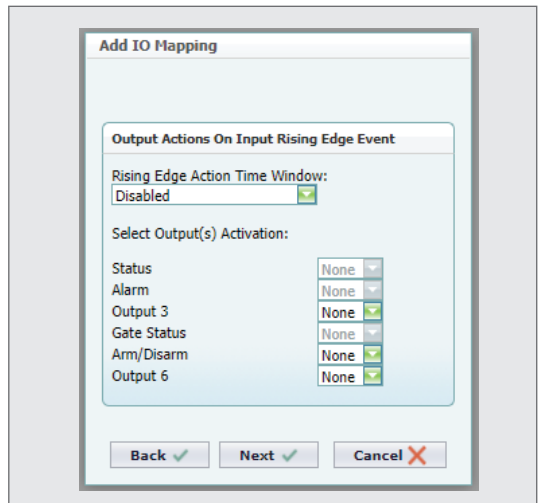 Add IO Mapping
Output Actions On Input Rising Edge Event
Rising Edge Action Time Window:
Disabled
Select Output(s) Activation:
Status None
Alarm None
Output 3 None
Gate Status None
Arm/Disarm None
Output 6 None
Back Next Cancel